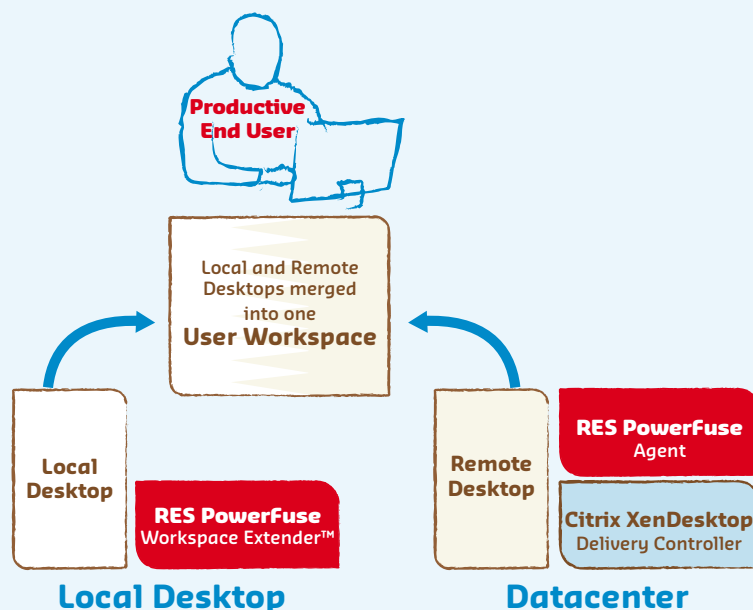 Productive
End User
Local and Remote
Desktops merged
into one
User Workspace
Local
Desktop
RES PowerFuse
Workspace Extender™
Remote
Desktop
RES PowerFuse
Agent
Citrix XenDesktop
Delivery Controller
Local Desktop
Datacenter